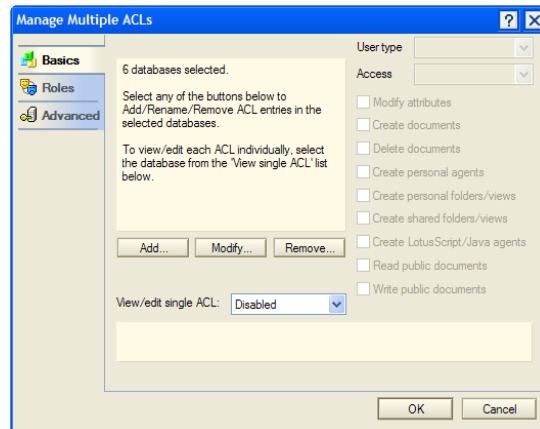 Manage Multiple ACLs
Basics
Roles
Advanced
6 databases selected.
Select any of the buttons below to
Add/Rename/Remove ACL entries in the
selected databases.
To view/edit each ACL individually, select
the database from the 'View single ACL' list
below.
Add...
Modify...
Remove...
View/edit single ACL:
Disabled
User type
Access
Modify attributes
Create documents
Delete documents
Create personal agents
Create personal folders/views
Create shared folders/views
Create LotusScript/Java agents
Read public documents
Write public documents
OK
Cancel